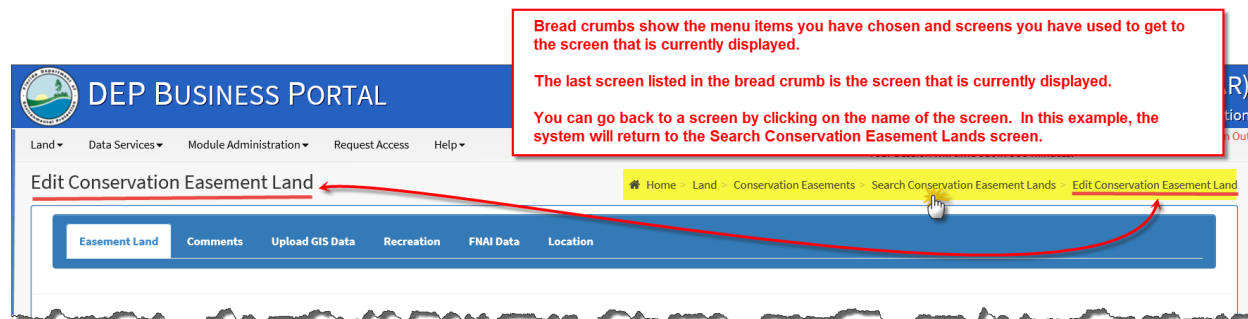 Bread crumbs show the menu items you have chosen and screens you have used to get to
the screen that is currently displayed.
The last screen listed in the bread crumb is the screen that is currently displayed.
You can go back to a screen by clicking on the name of the screen.  In this example, the
system will return to the Search Conservation Easement Lands screen.
DEP BUSINESS PORTAL
Land Data Services Module Administration Request Access Help
Edit Conservation Easement Land
Home > Land > Conservation Easements > Search Conservation Easement Lands > Edit Conservation Easement Land
Easement Land Comments Upload GIS Data Recreation FNAI Data Location